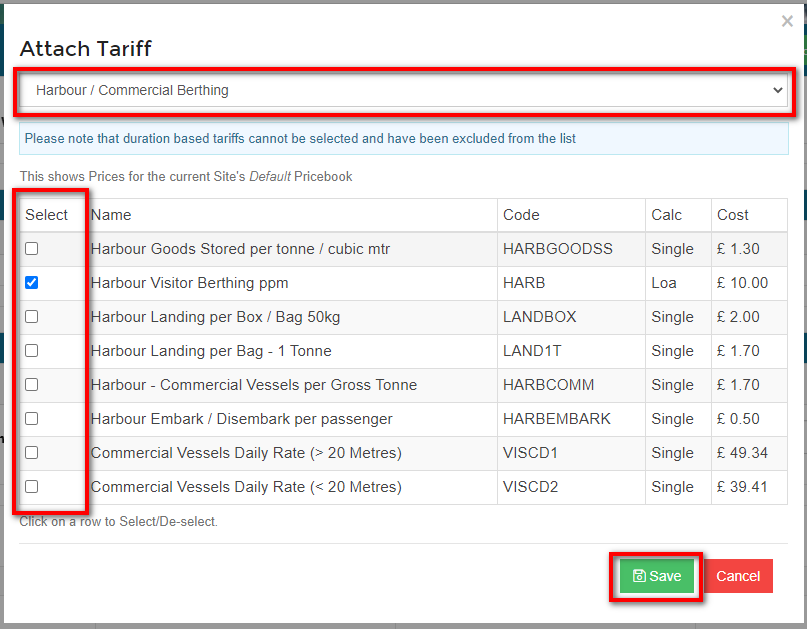 ×
Attach Tariff
Harbour / Commercial Berthing
Please note that duration based tariffs cannot be selected and have been excluded from the list
This shows Prices for the current Site's Default Pricebook
Select Name Code Calc Cost
Harbour Goods Stored per tonne / cubic mtr HARBGOODSS Single £ 1.30
Harbour Visitor Berthing ppm HARB Loa £ 10.00
Harbour Landing per Box / Bag 50kg LANDBOX Single £ 2.00
Harbour Landing per Bag - 1 Tonne LAND1T Single £ 1.70
Harbour - Commercial Vessels per Gross Tonne HARBCOMM Single £ 1.70
Harbour Embark / Disembark per passenger HARBEMBARK Single £ 0.50
Commercial Vessels Daily Rate (> 20 Metres) VISCD1 Single £ 49.34
Commercial Vessels Daily Rate (< 20 Metres) VISCD2 Single £ 39.41
Click on a row to Select/De-select.
Save Cancel